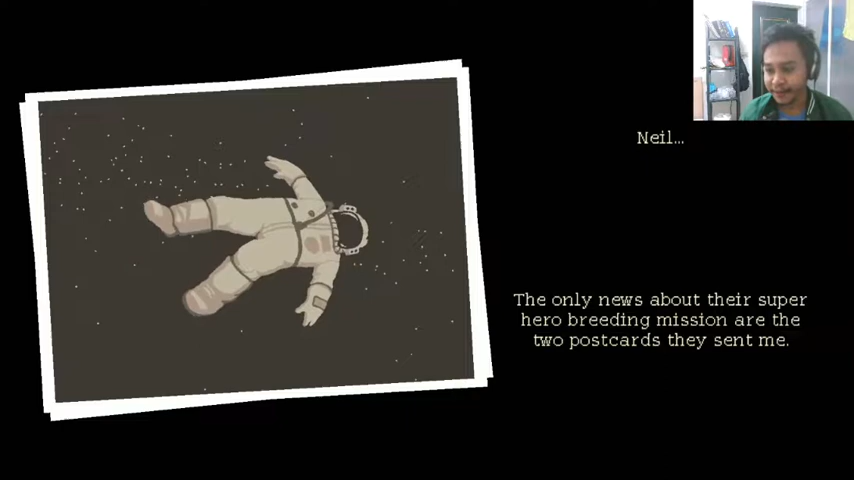 Neil...
The only news about their super
hero breeding mission are the
two postcards they sent me.